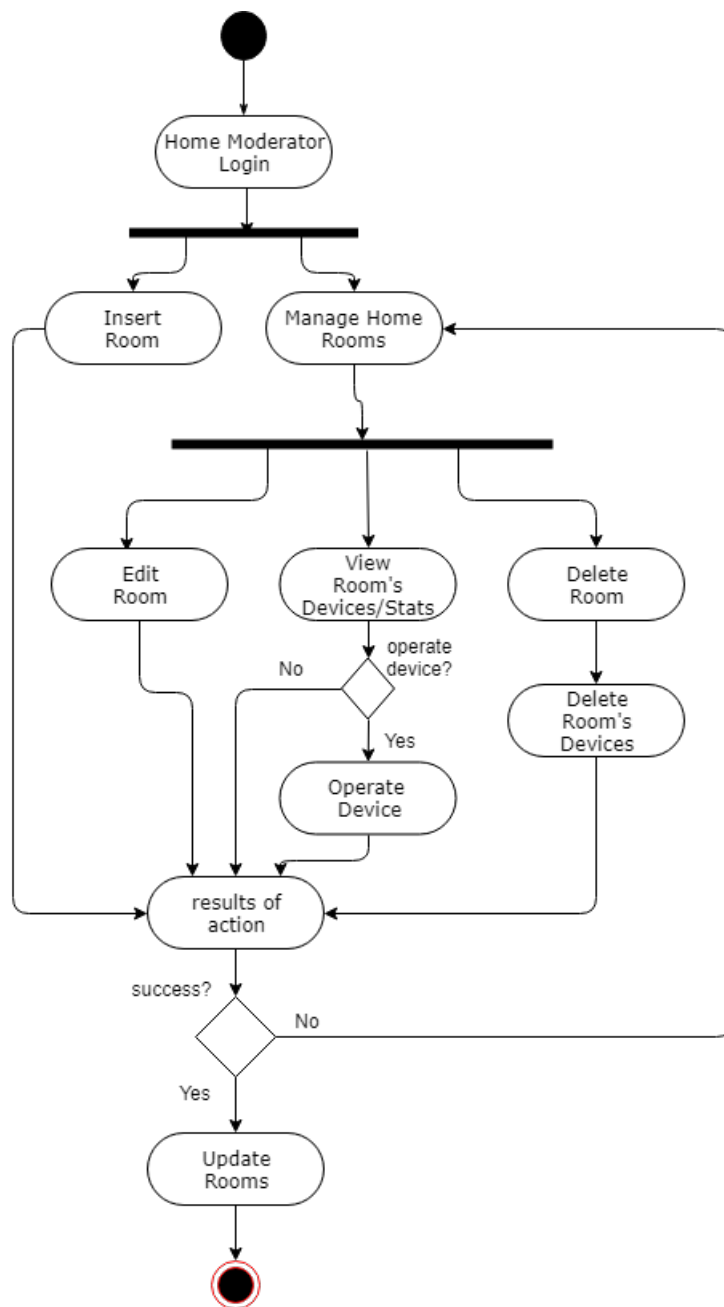 Home Moderator
Login
Insert
Room
Manage Home
Rooms
Edit
Room
View
Room's
Devices/Stats
Delete
Room
operate
device?
No
Yes
Delete
Room's
Devices
Operate
Device
results of
action
success?
No
Yes
Update
Rooms